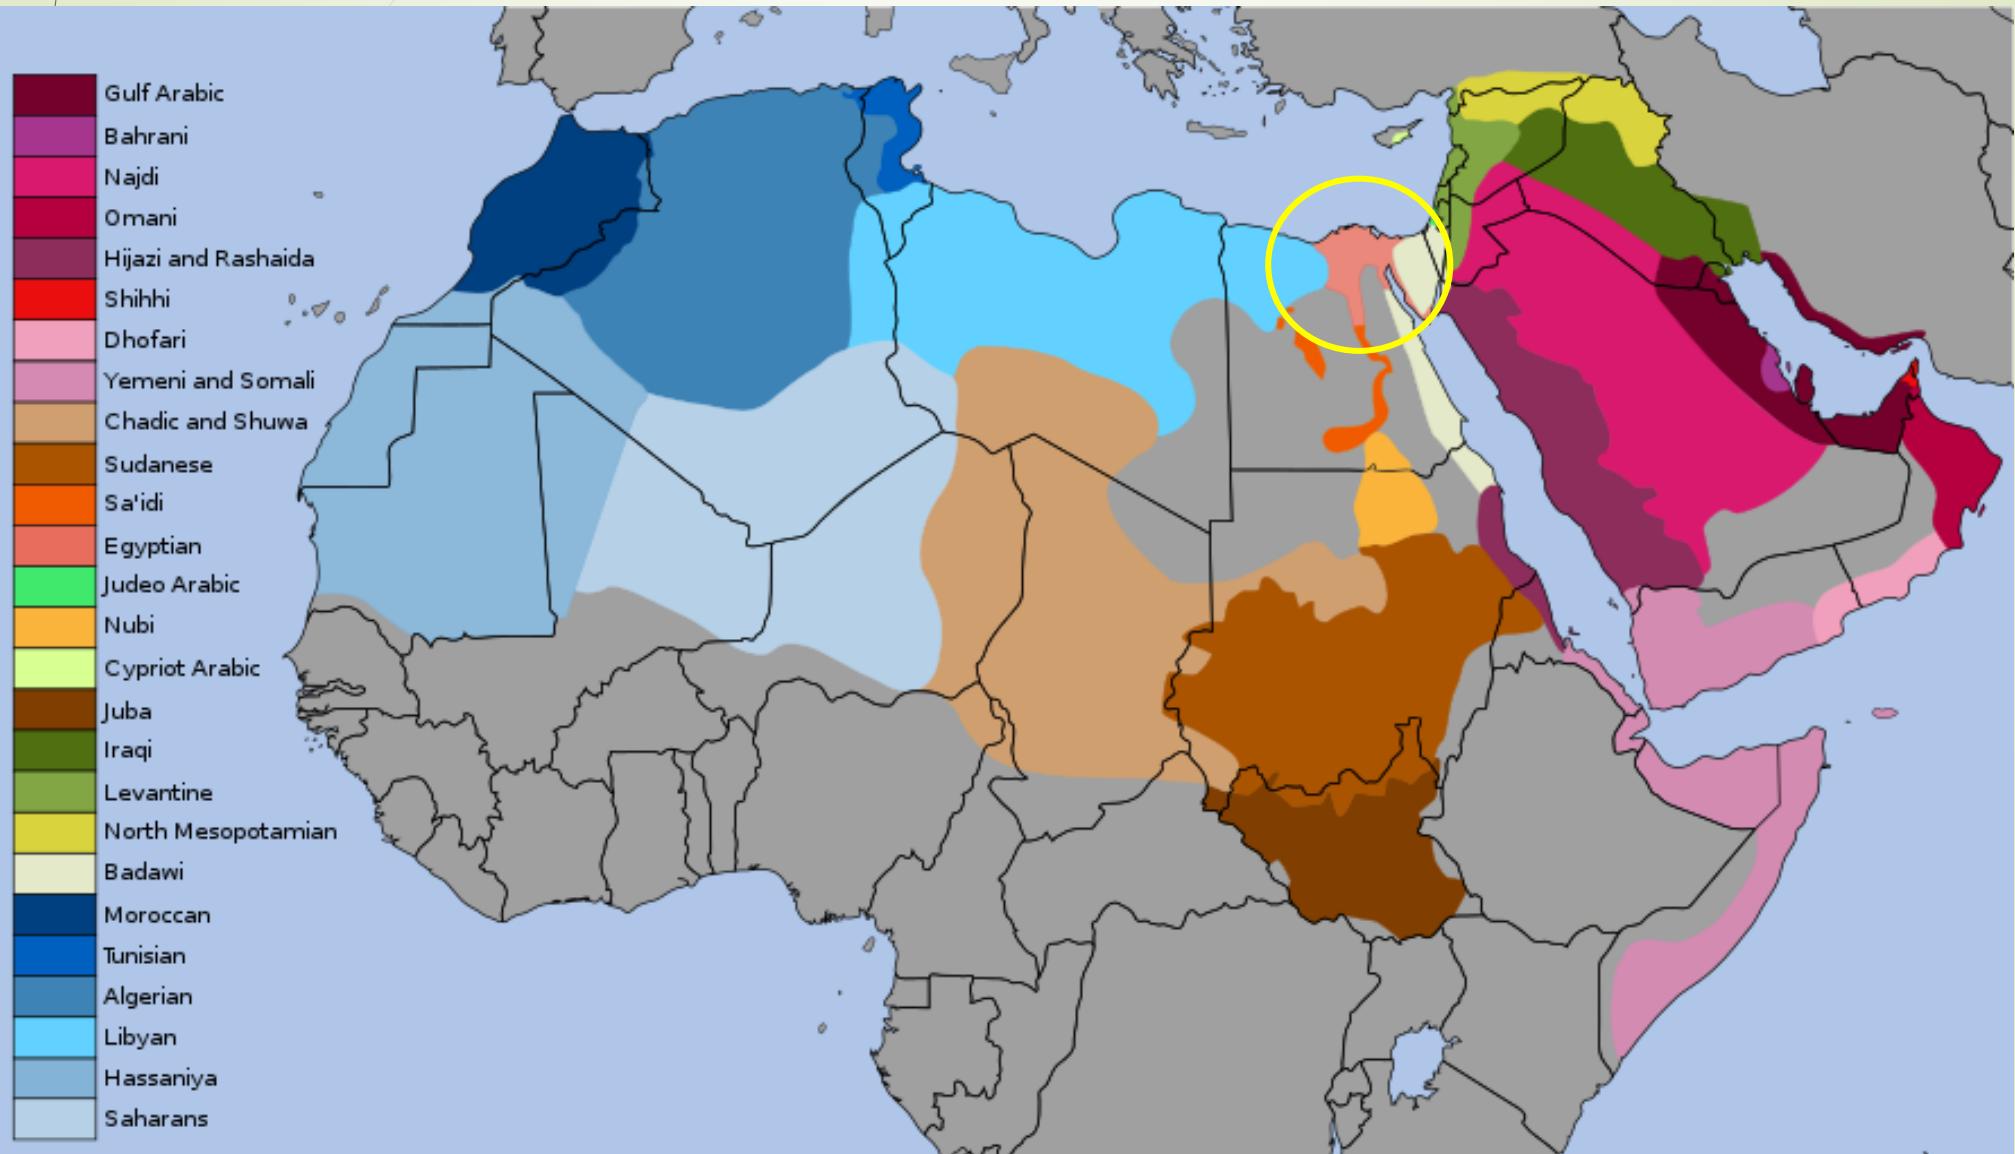 Gulf Arabic
Bahrani
Najdi
Omani
Hijazi and Rashaida
Shihhi
Dhofari
Yemeni and Somali
Chadic and Shuwa
Sudanese
Sa'idi
Egyptian
Judeo Arabic
Nubi
Cypriot Arabic
Juba
Iraqi
Levantine
North Mesopotamian
Badawi
Moroccan
Tunisian
Algerian
Libyan
Hassaniya
Saharans